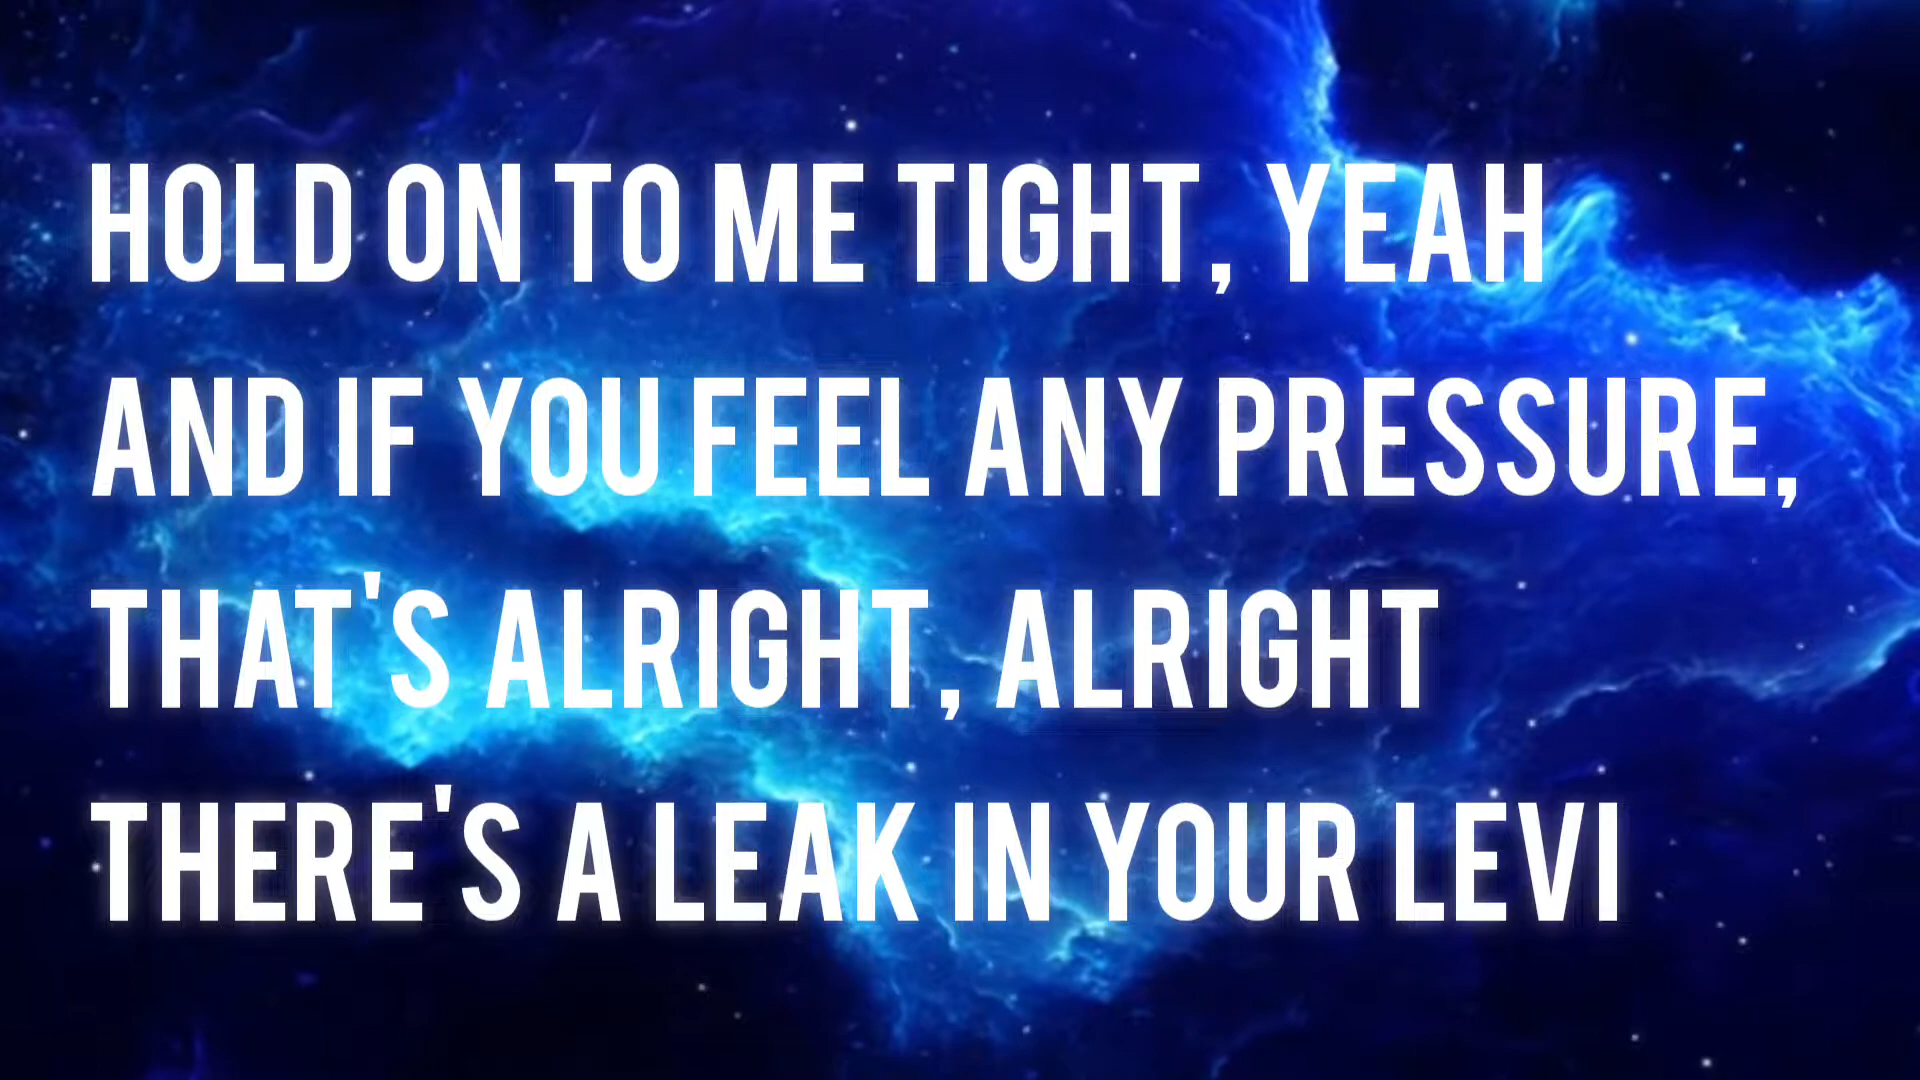 HOLD ON TO ME TIGHT, YEAH
AND IF YOU FEEL ANY PRESSURE,
THAT'S ALRIGHT, ALRIGHT
THERE'S A LEAK IN YOUR LEVI